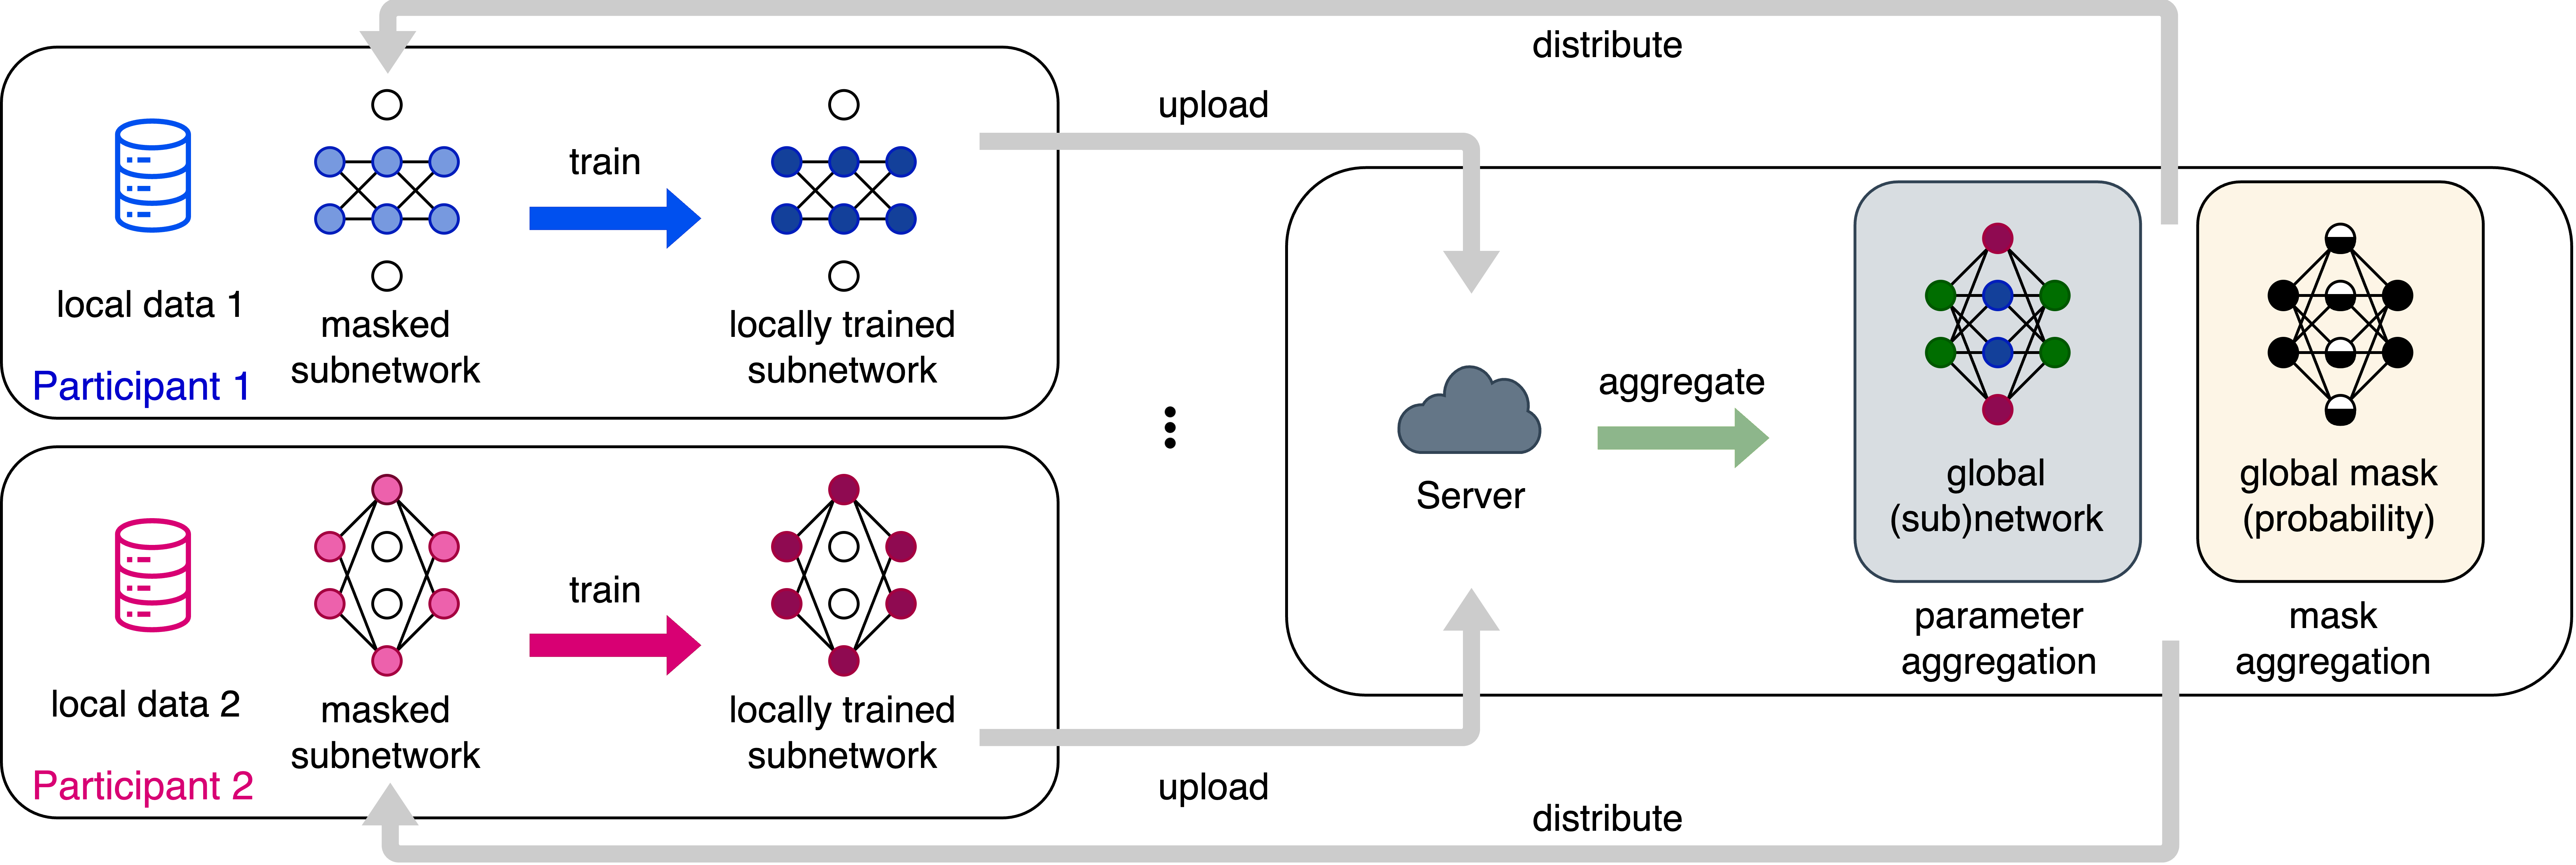 distribute
upload
train
local data 1
masked
subnetwork
locally trained
subnetwork
Participant 1
aggregate
Server
global
(sub)network
global mask
(probability)
parameter
aggregation
mask
aggregation
train
local data 2
masked
subnetwork
locally trained
subnetwork
Participant 2
upload
distribute